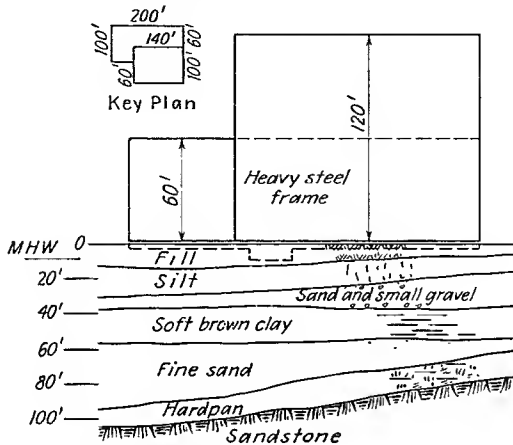 200'
140'
100'
60'
60'
100'
Key Plan
120'
60'
Heavy steel
frame
MHW
0
Fill
20'
Silt
Sand and small gravel
40'
Soft brown clay
60'
Fine sand
80'
Hardpan
100'
Sandstone